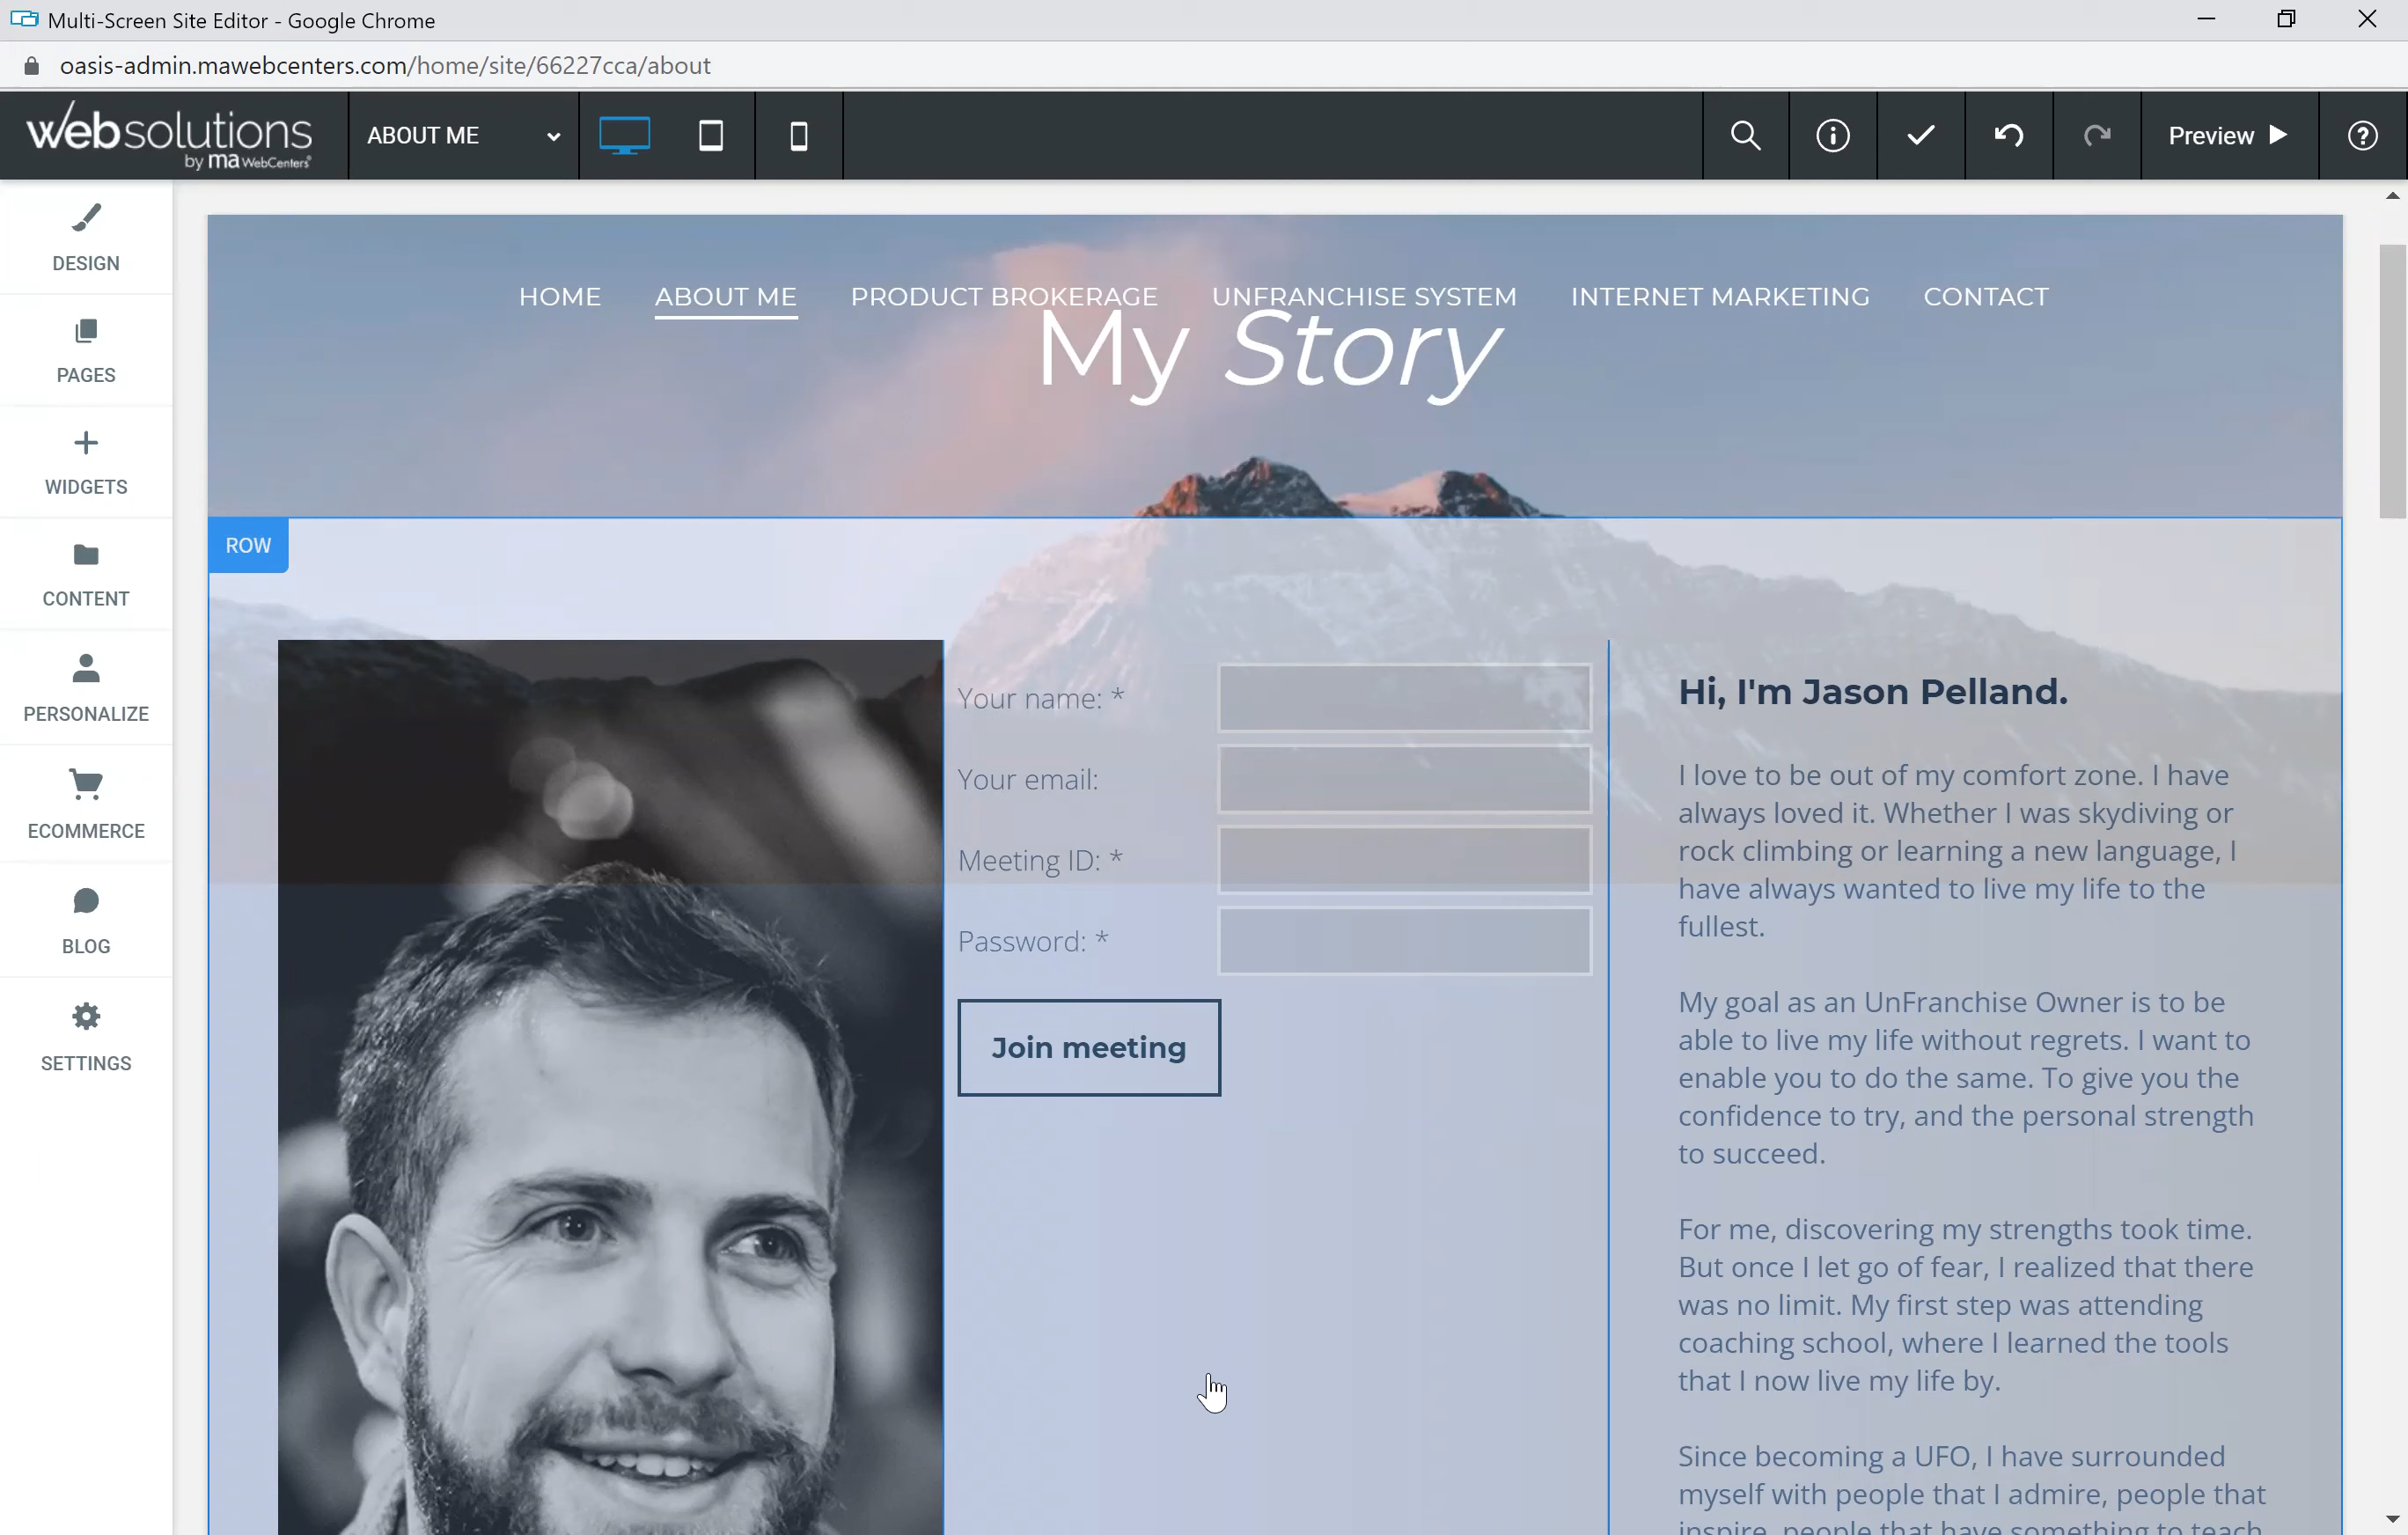 Multi-Screen Site Editor - Google Chrome
oasis-admin.mawebcenters.com/home/site/66227cca/about
websolutions
by ma WebCenters
ABOUT ME
Preview
DESIGN
PAGES
WIDGETS
CONTENT
PERSONALIZE
ECOMMERCE
BLOG
SETTINGS
HOME ABOUT ME PRODUCT BROKERAGE UNFRANCHISE SYSTEM INTERNET MARKETING CONTACT
My Story
ROW
Your name: *
Your email:
Meeting ID: *
Password: *
Join meeting
Hi, I'm Jason Pelland.
I love to be out of my comfort zone. I have
always loved it. Whether I was skydiving or
rock climbing or learning a new language, I
have always wanted to live my life to the
fullest.
My goal as an UnFranchise Owner is to be
able to live my life without regrets. I want to
enable you to do the same. To give you the
confidence to try, and the personal strength
to succeed.
For me, discovering my strengths took time.
But once I let go of fear, I realized that there
was no limit. My first step was attending
coaching school, where I learned the tools
that I now live my life by.
Since becoming a UFO, I have surrounded
myself with people that I admire, people that
inspire, people that have something to teach